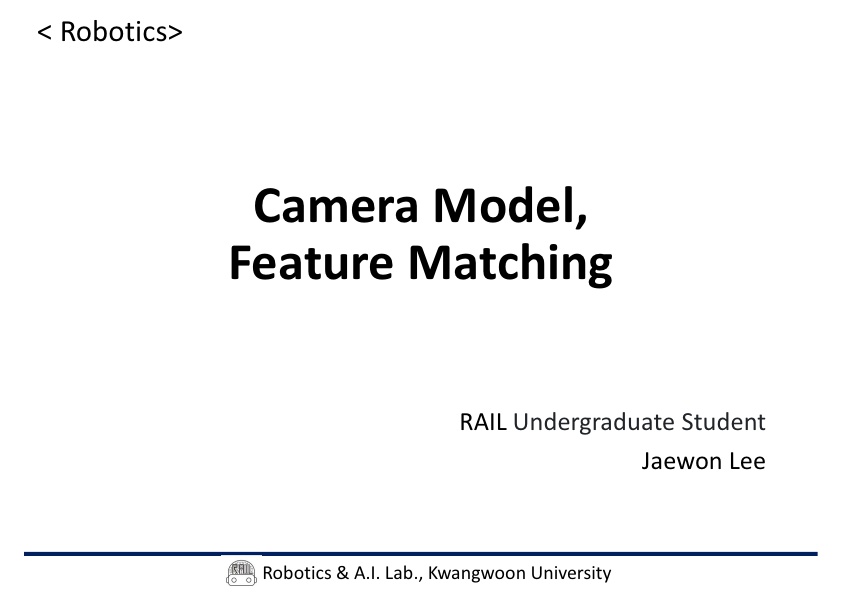 < Robotics>
Camera Model,
Feature Matching
RAIL Undergraduate Student
Jaewon Lee
RAIL Robotics & A.I. Lab., Kwangwoon University